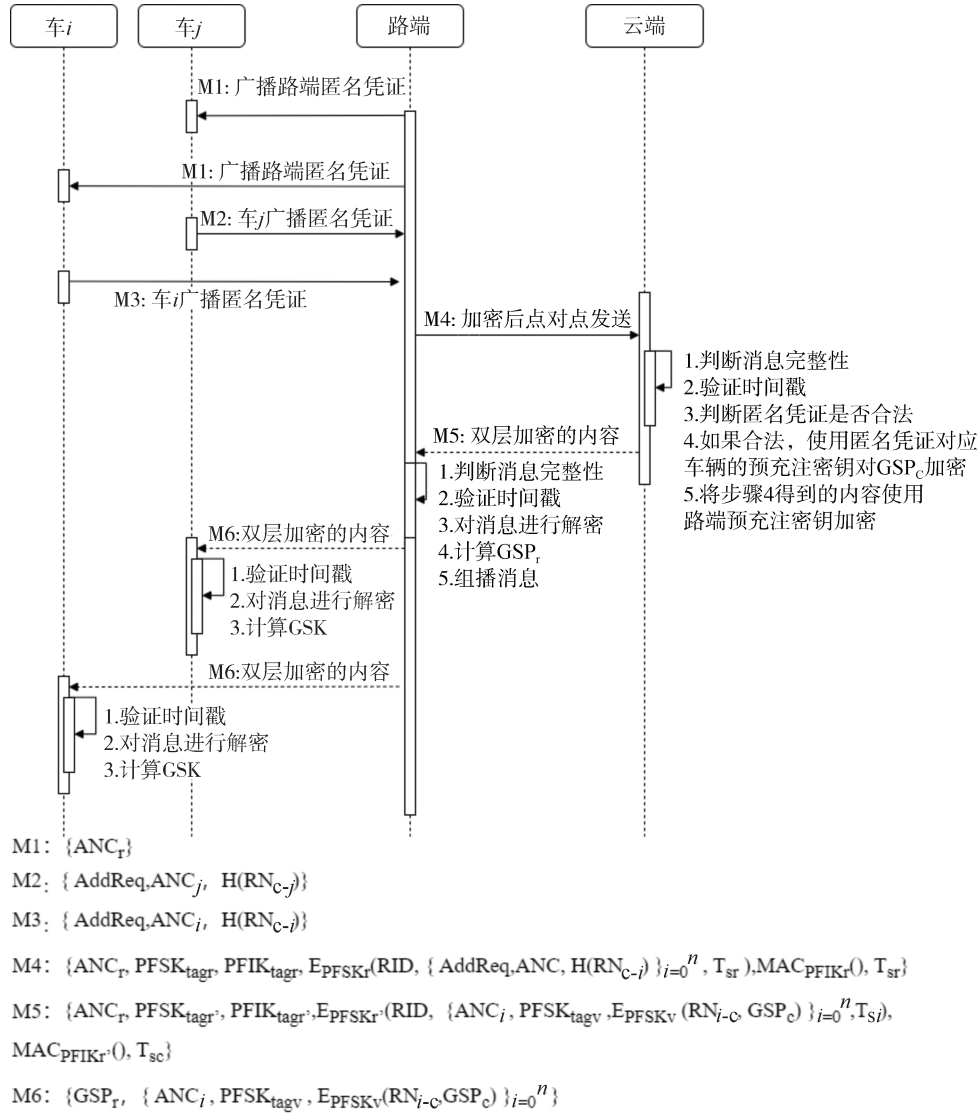 车i 车j 路端 云端
M1: 广播路端匿名凭证
M1: 广播路端匿名凭证
M2: 车j广播匿名凭证
M3: 车i广播匿名凭证
M4: 加密后点对点发送
1.判断消息完整性
2.验证时间戳
3.判断匿名凭证是否合法
4.如果合法，使用匿名凭证对应
车辆的预充注密钥对GSPC加密
5.将步骤4得到的内容使用
路端预充注密钥加密
M5: 双层加密的内容
1.判断消息完整性
2.验证时间戳
3.对消息进行解密
4.计算GSPr
5.组播消息
M6:双层加密的内容
1.验证时间戳
2.对消息进行解密
3.计算GSK
M6:双层加密的内容
1.验证时间戳
2.对消息进行解密
3.计算GSK
M1：{ANCr}
M2：{ AddReq,ANCj，H(RNc-j)}
M3：{ AddReq,ANCi，H(RNc-i)}
M4：{ANCr, PFSKtagr, PFIKtagr, EPFSKr(RID, { AddReq,ANC, H(RNc-i) }i=0n , Tsr ),MACPFIKr(), Tsr}
M5：{ANCr, PFSKtagr’, PFIKtagr’,EPFSKr’(RID, {ANCi , PFSKtagv ,EPFSKv (RNi-c, GSPc) }i=0n,TSi),
MACPFIKr’(), Tsc}
M6：{GSPr，{ ANCi , PFSKtagv , EPFSKv(RNi-c,GSPc) }i=0n}